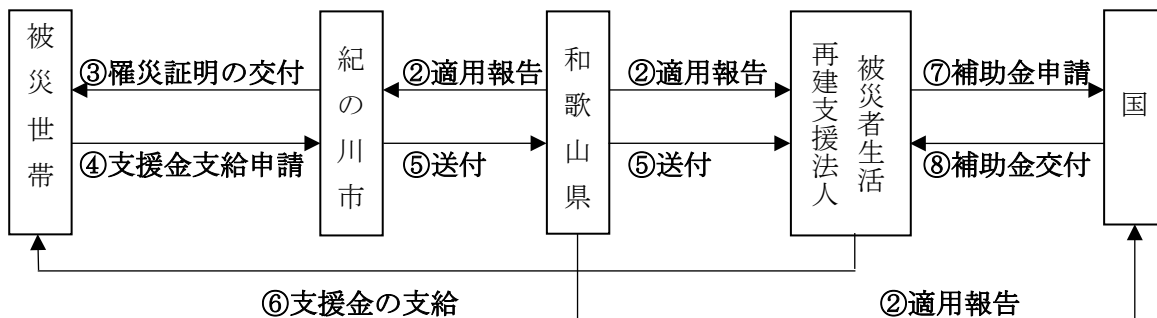 被災世帯
紀の川市
和歌山県
被災者生活
再建支援法人
国
③罹災証明の交付
②適用報告
②適用報告
⑦補助金申請
④支援金支給申請
⑤送付
⑤送付
⑧補助金交付
⑥支援金の支給
②適用報告